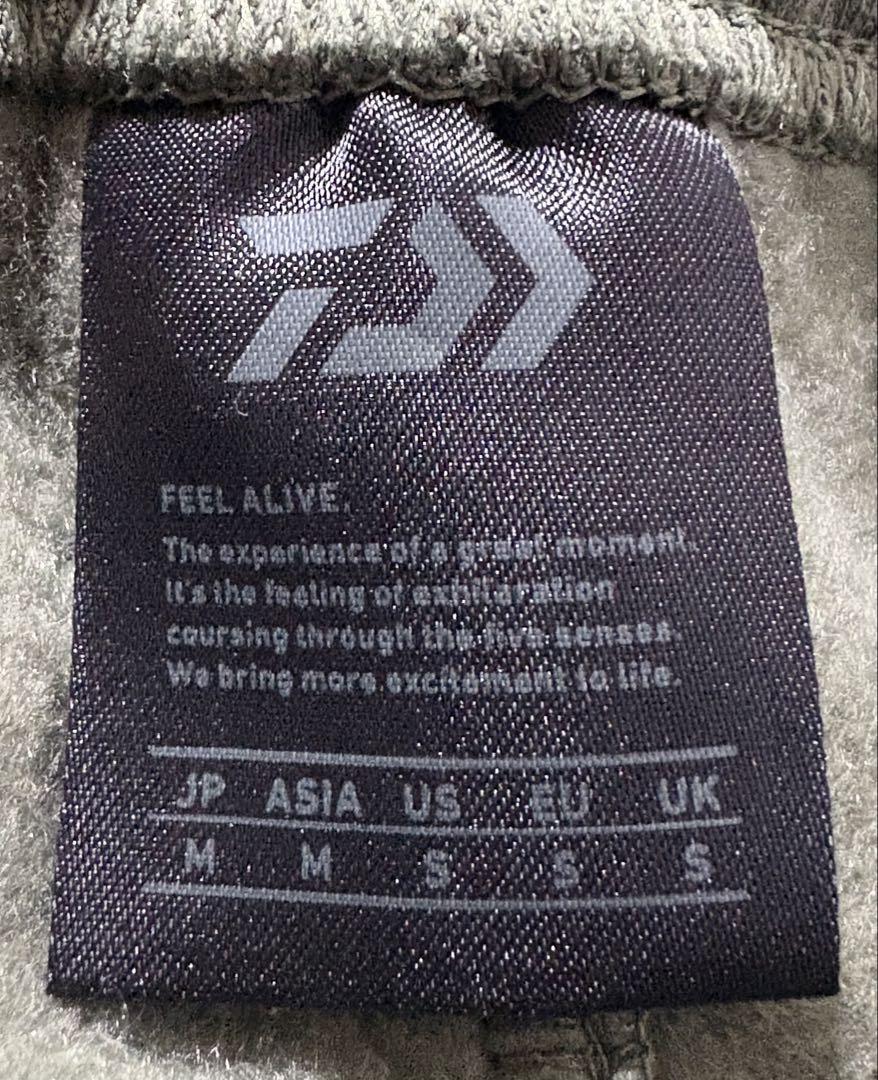 FEEL ALIVE.
The experience of a great moment.
It's the feeling of exhilaration
coursing through the five senses.
We bring more excitement to life.
JP ASIA US EU UK
M M S S S